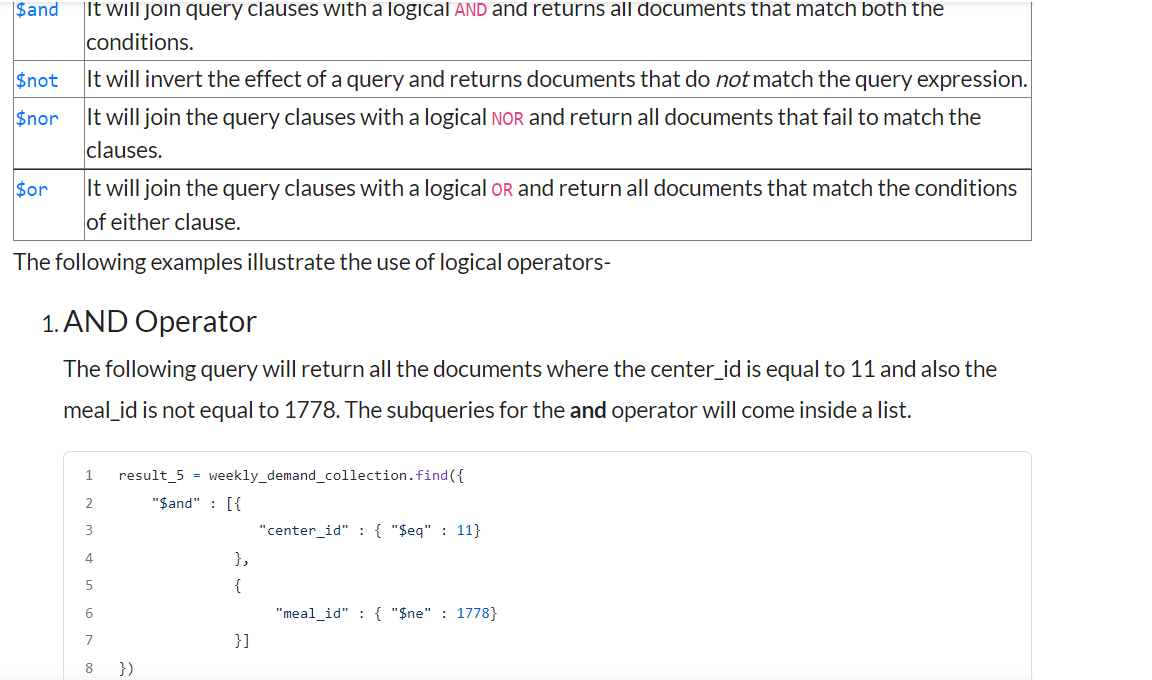 $and It will join query clauses with a logical AND and returns all documents that match both the
conditions.
$not It will invert the effect of a query and returns documents that do not match the query expression.
$nor It will join the query clauses with a logical NOR and return all documents that fail to match the
clauses.
$or It will join the query clauses with a logical OR and return all documents that match the conditions
of either clause.
The following examples illustrate the use of logical operators-
1. AND Operator
The following query will return all the documents where the center_id is equal to 11 and also the
meal_id is not equal to 1778. The subqueries for the and operator will come inside a list.
1 result_5 = weekly_demand_collection.find({
2 "$and" : [{
3 "center_id" : { "$eq" : 11}
4 },
5 {
6 "meal_id" : { "$ne" : 1778}
7 }]
8 })